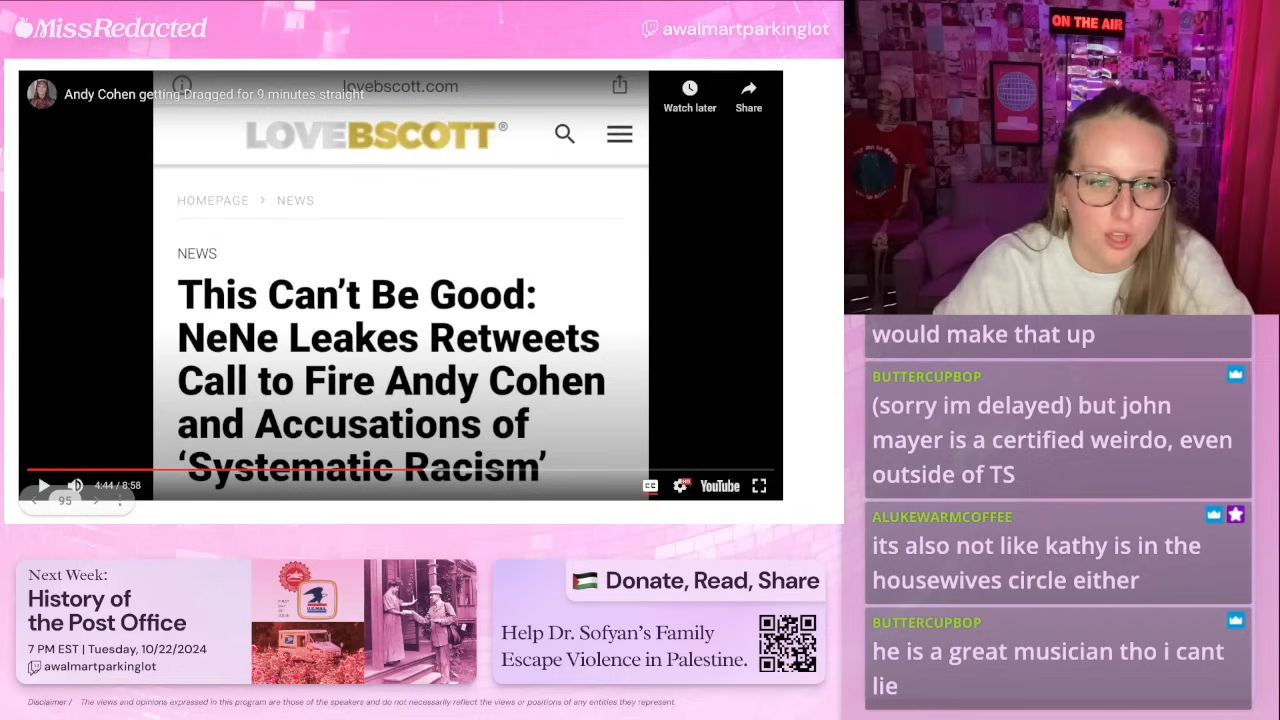 MissRedacted
awalmartparkinglot
ON THE AIR
lovebscott.com
Andy Cohen getting Dragged for 9 minutes straight
Watch later
Share
LOVEBSCOTT®
HOMEPAGE > NEWS
NEWS
This Can't Be Good:
NeNe Leakes Retweets
Call to Fire Andy Cohen
and Accusations of
'Systematic Racism'
4:44 / 8:58
CC
HD
YouTube
95
would make that up
BUTTERCUPBOP
(sorry im delayed) but john
mayer is a certified weirdo, even
outside of TS
ALUKEWARMCOFFEE
its also not like kathy is in the
housewives circle either
BUTTERCUPBOP
he is a great musician tho i cant
lie
Next Week:
History of
the Post Office
7 PM EST| Tuesday, 10/22/2024
awalmartparkinglot
U.S.MAIL
Donate, Read, Share
Help Dr. Sofyan's Family
Escape Violence in Palestine.
Disclaimer / The views and opinions expressed in this program are those of the speakers and do not necessarily reflect the views or positions of any entities they represent.